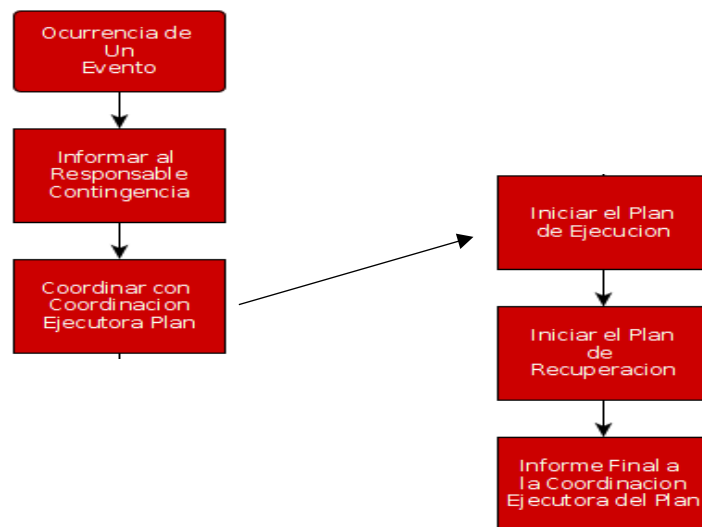 Ocurrencia de
Un
Evento
Informar al
Responsable
Contingencia
Coordinar con
Coordinacion
Ejecutora Plan
Iniciar el Plan
de Ejecucion
Iniciar el Plan
de
Recuperacion
Informe Final a
la Coordinacion
Ejecutora del Plan